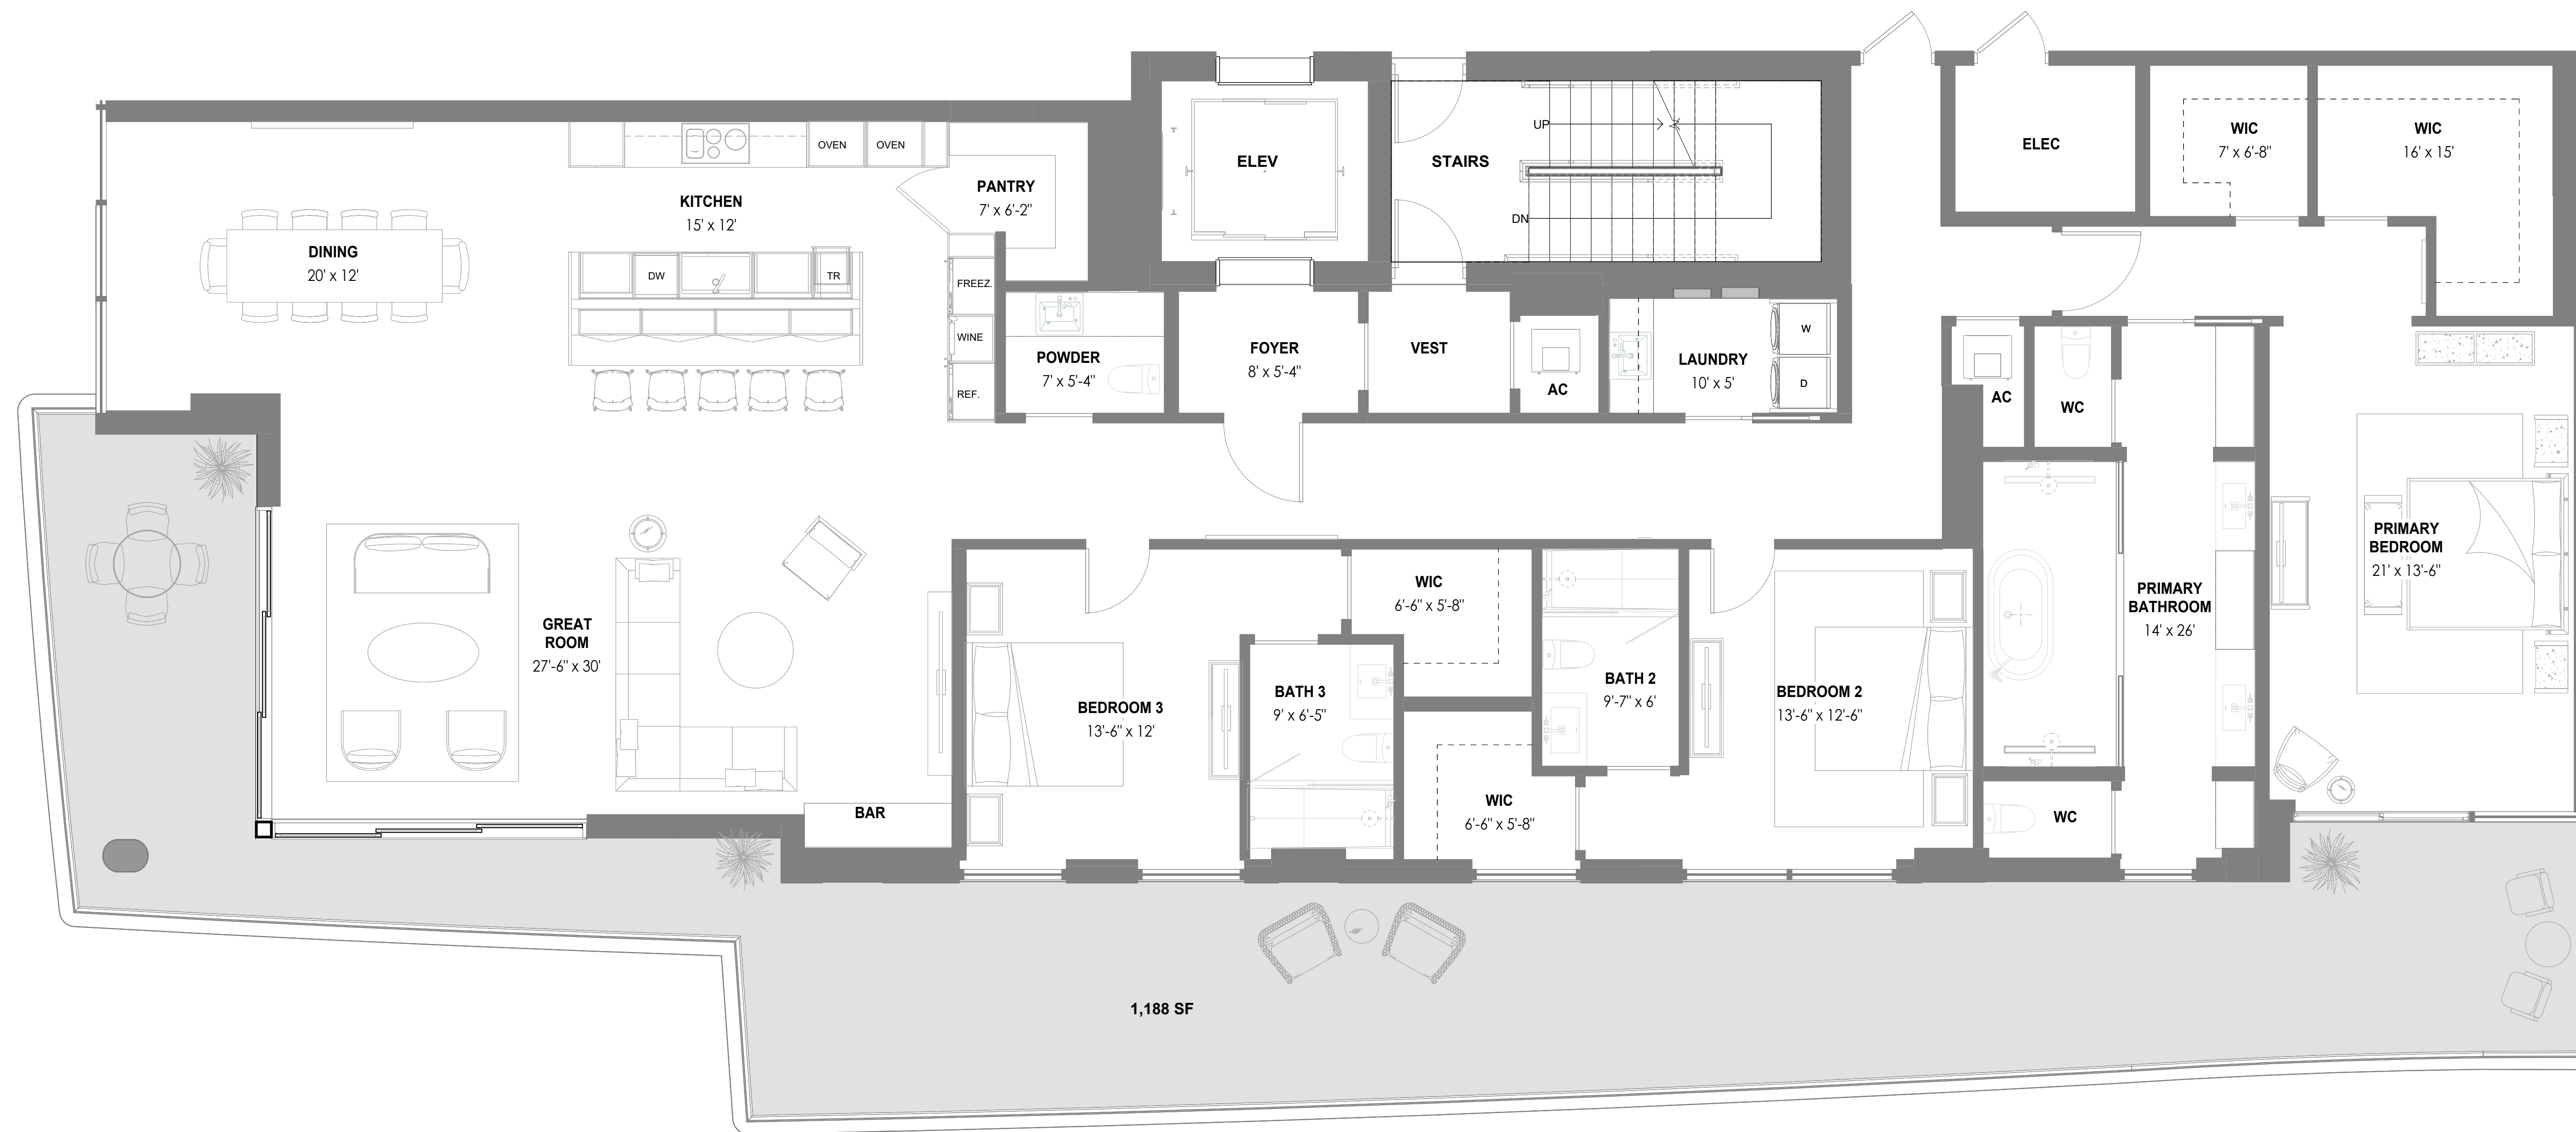 ELEV
STAIRS
UP
DN
ELEC
WIC
7' x 6'-8"
WIC
16' x 15'
OVEN
OVEN
KITCHEN
15' x 12'
PANTRY
7' x 6'-2"
DINING
20' x 12'
DW
TR
FREEZ.
WINE
REF.
POWDER
7' x 5'-4"
FOYER
8' x 5'-4"
VEST
AC
LAUNDRY
10' x 5'
W
D
AC
WC
GREAT
ROOM
27'-6" x 30'
BAR
BEDROOM 3
13'-6" x 12'
WIC
6'-6" x 5'-8"
BATH 3
9' x 6'-5"
BATH 2
9'-7" x 6'
WIC
6'-6" x 5'-8"
BEDROOM 2
13'-6" x 12'-6"
PRIMARY
BATHROOM
14' x 26'
PRIMARY
BEDROOM
21' x 13'-6"
WC
1,188 SF